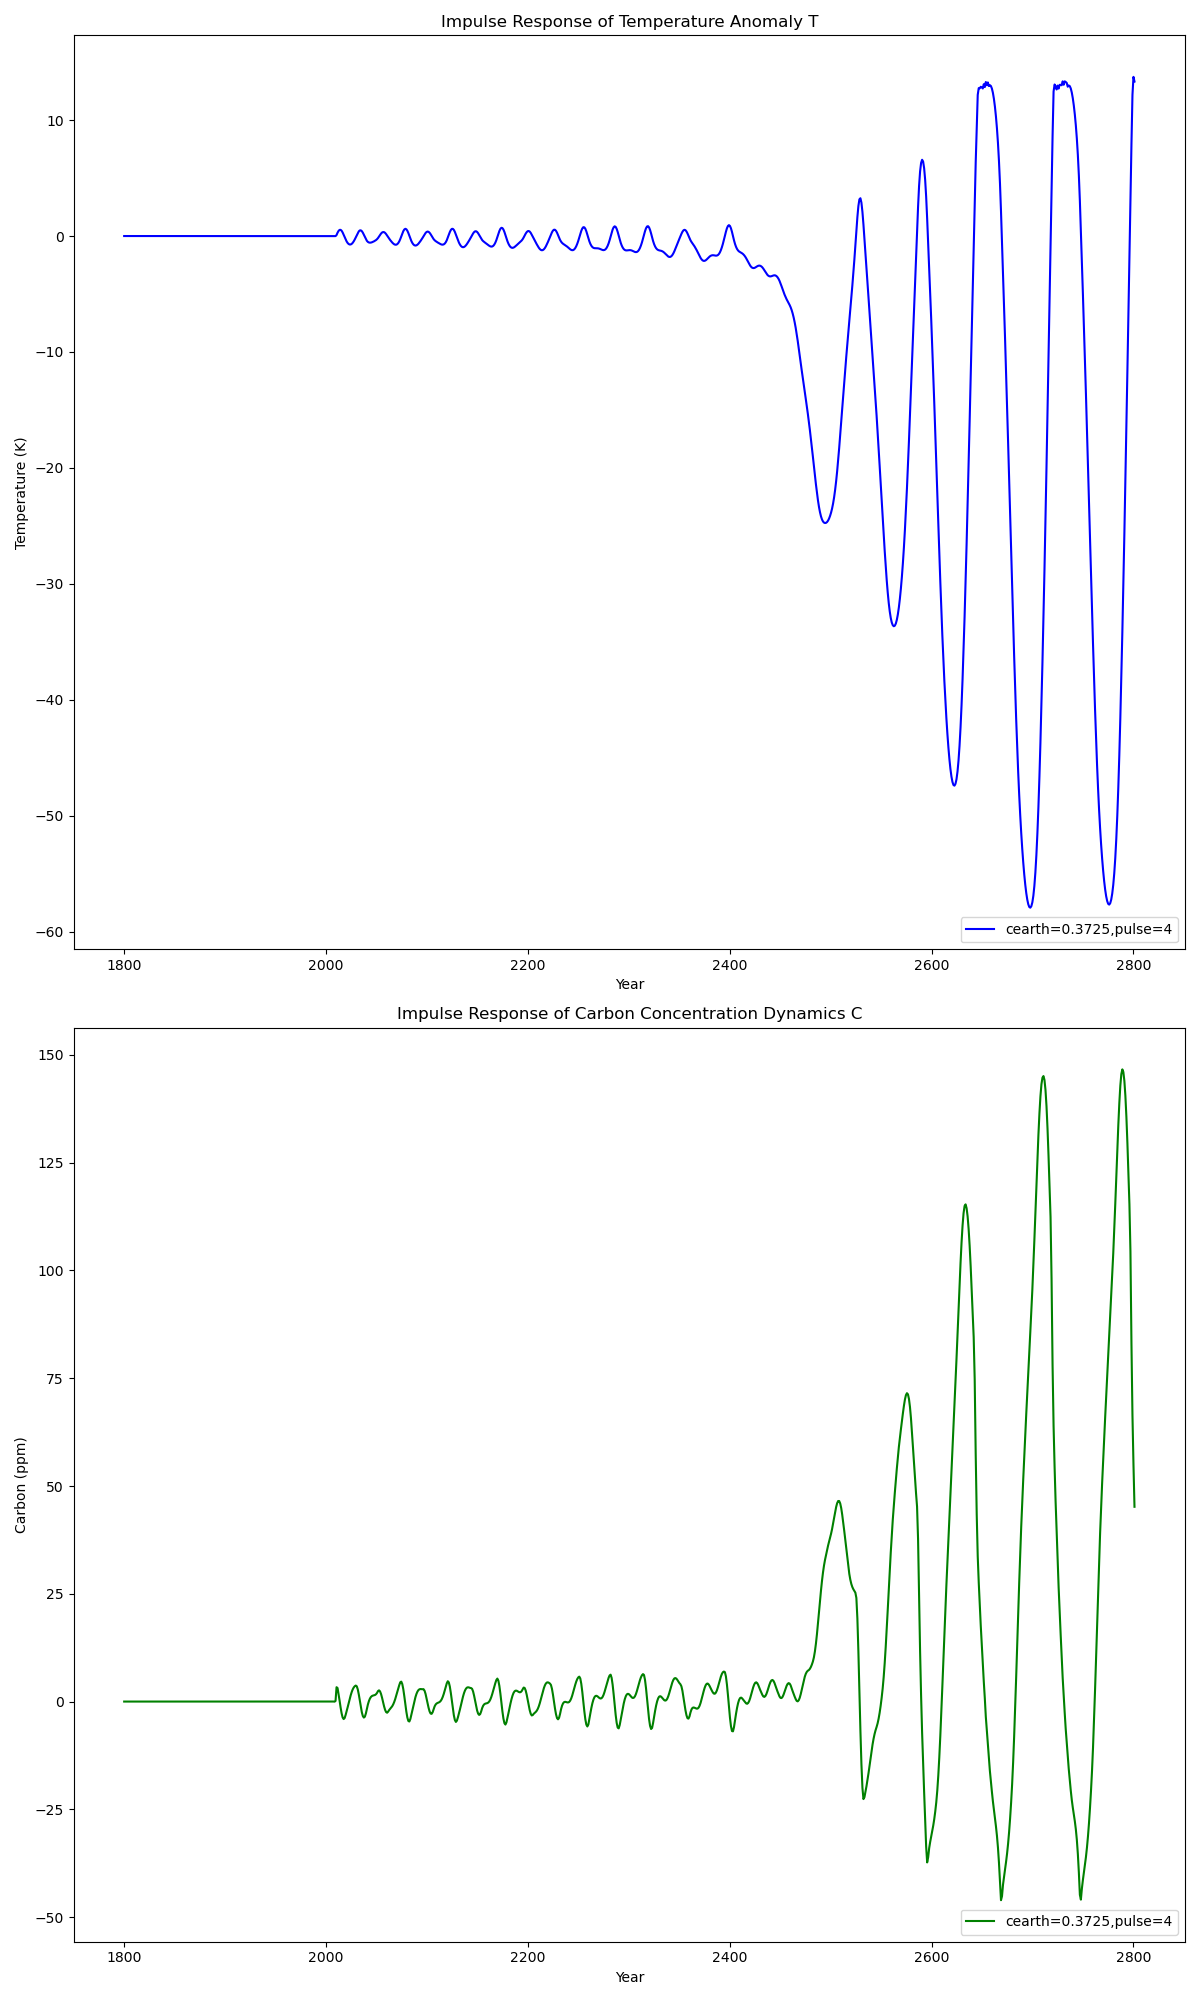 Impulse Response of Temperature Anomaly T
10
0
−10
−20
−30
−40
−50
−60
Temperature (K)
cearth=0.3725,pulse=4
1800 2000 2200 2400 2600 2800
Year
Impulse Response of Carbon Concentration Dynamics C
150
125
100
75
50
25
0
−25
−50
Carbon (ppm)
cearth=0.3725,pulse=4
1800 2000 2200 2400 2600 2800
Year